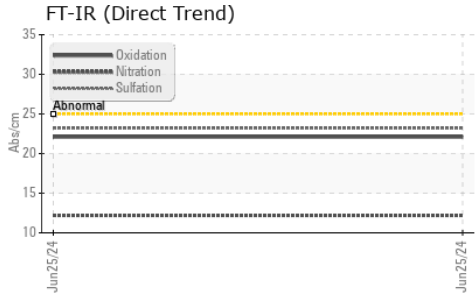 FT-IR (Direct Trend)
35
30
25
20
15
10
Abs/cm
Oxidation
Nitration
Sulfation
Abnormal
Jun25/24
Jun25/24